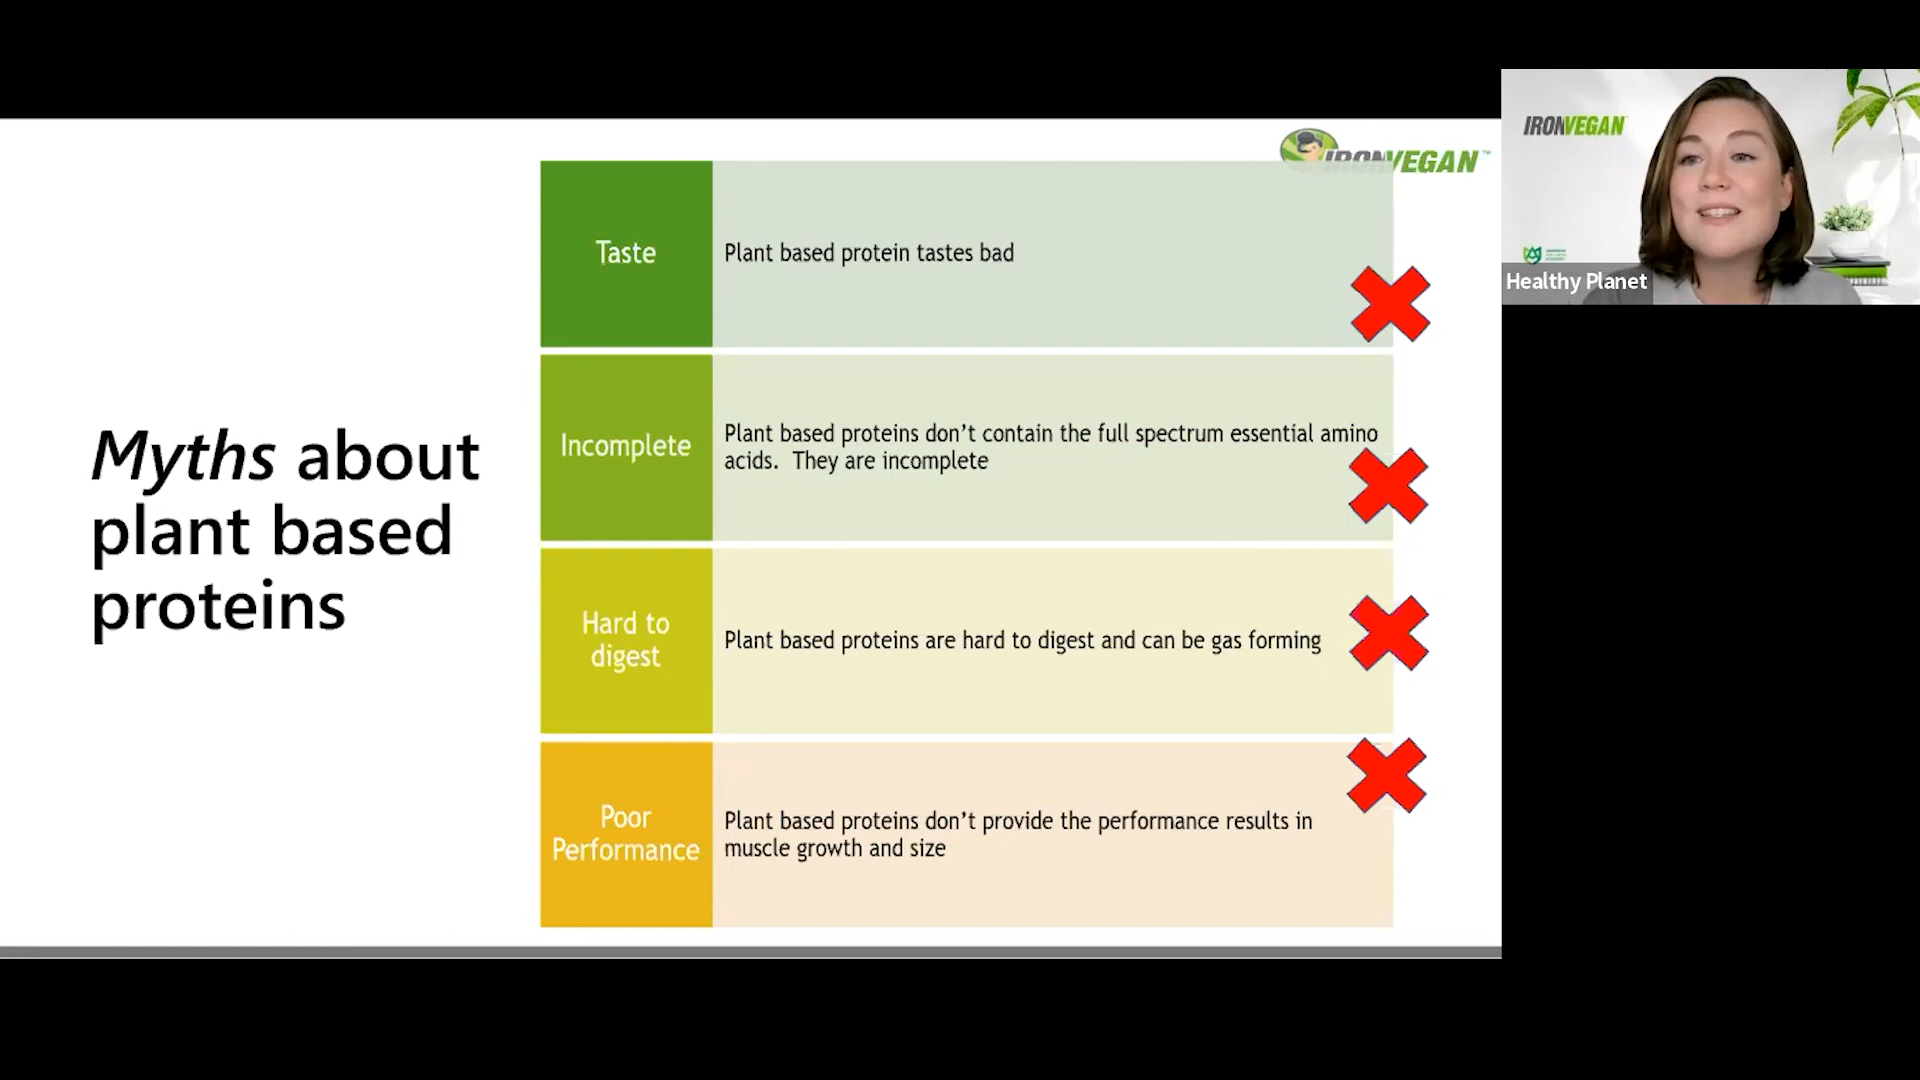 Myths about
plant based
proteins
IRONVEGAN™
Taste
Plant based protein tastes bad
Incomplete
Plant based proteins don’t contain the full spectrum essential amino
acids.  They are incomplete
Hard to
digest
Plant based proteins are hard to digest and can be gas forming
Poor
Performance
Plant based proteins don’t provide the performance results in
muscle growth and size
IRONVEGAN
Healthy Planet